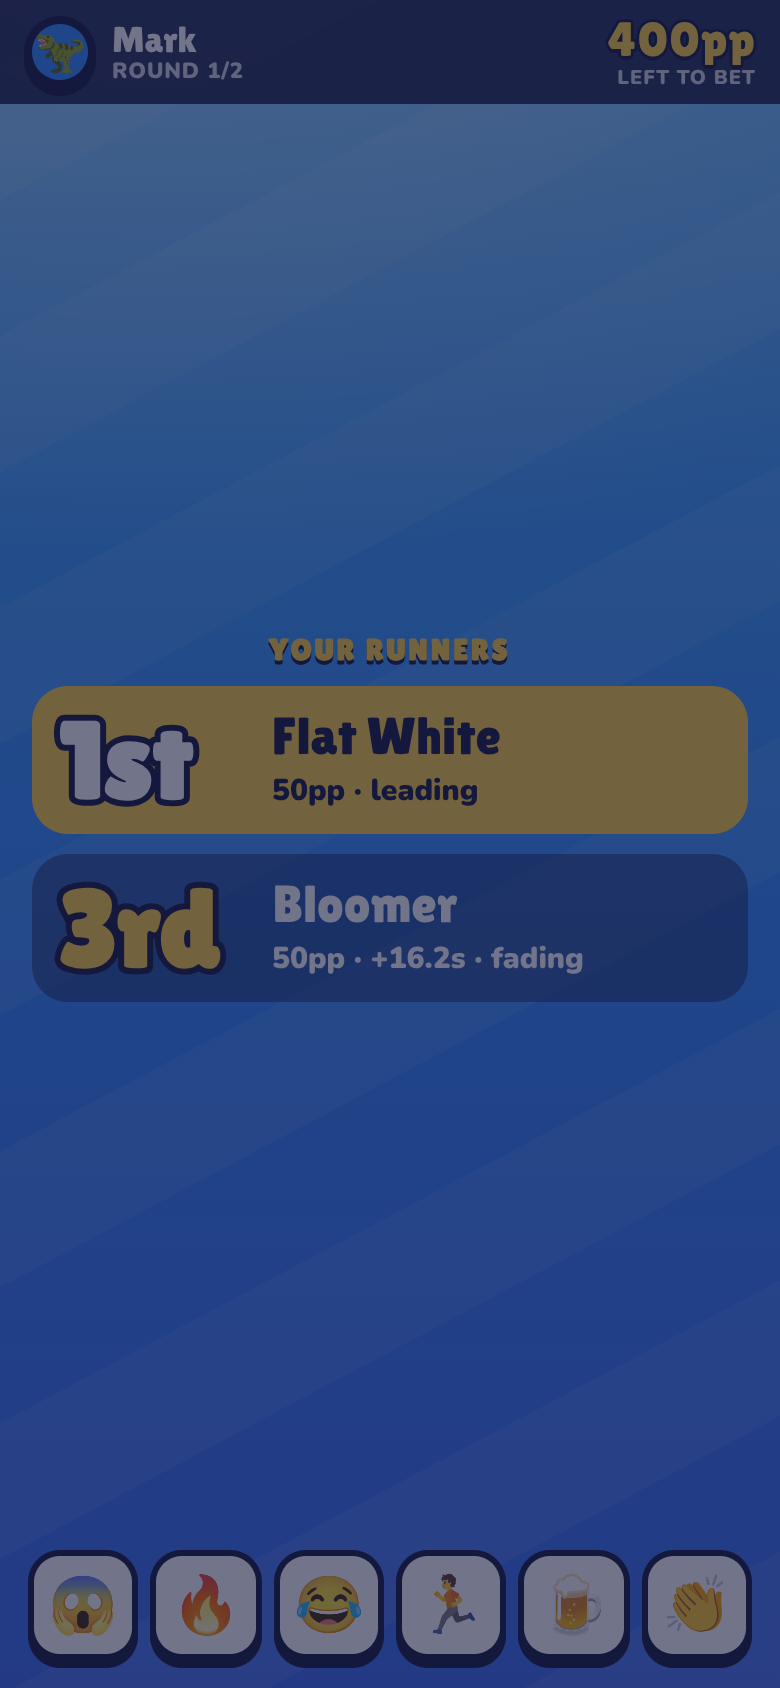 Mark
ROUND 1/2
400pp
LEFT TO BET
YOUR RUNNERS
1st
Flat White
50pp · leading
3rd
Bloomer
50pp · +16.2s · fading